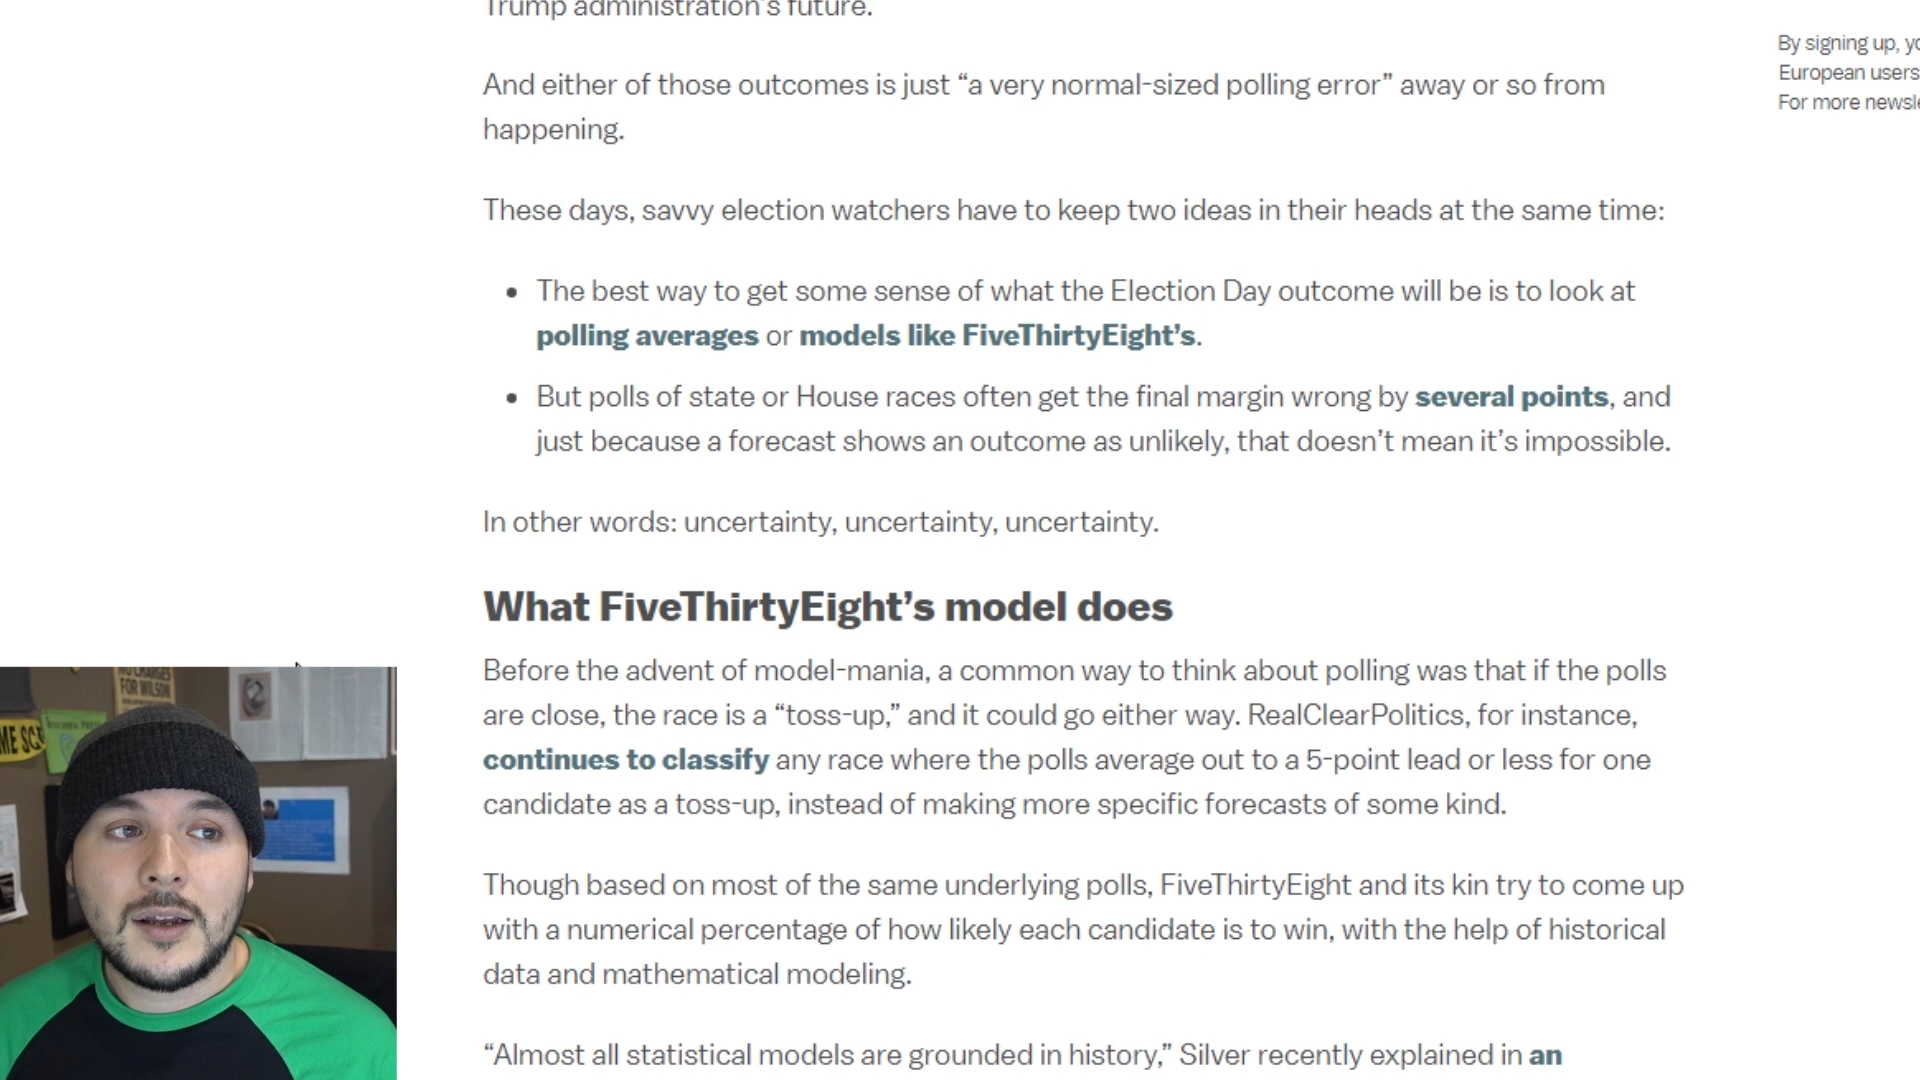 Trump administration's future.
By signing up, yo
European users
For more newsle
And either of those outcomes is just “a very normal-sized polling error” away or so from
happening.
These days, savvy election watchers have to keep two ideas in their heads at the same time:
• The best way to get some sense of what the Election Day outcome will be is to look at
polling averages or models like FiveThirtyEight’s.
• But polls of state or House races often get the final margin wrong by several points, and
just because a forecast shows an outcome as unlikely, that doesn’t mean it’s impossible.
In other words: uncertainty, uncertainty, uncertainty.
What FiveThirtyEight’s model does
Before the advent of model-mania, a common way to think about polling was that if the polls
are close, the race is a “toss-up,” and it could go either way. RealClearPolitics, for instance,
continues to classify any race where the polls average out to a 5-point lead or less for one
candidate as a toss-up, instead of making more specific forecasts of some kind.
Though based on most of the same underlying polls, FiveThirtyEight and its kin try to come up
with a numerical percentage of how likely each candidate is to win, with the help of historical
data and mathematical modeling.
“Almost all statistical models are grounded in history,” Silver recently explained in an
NO CHARGES
FOR WILSON
ME SC